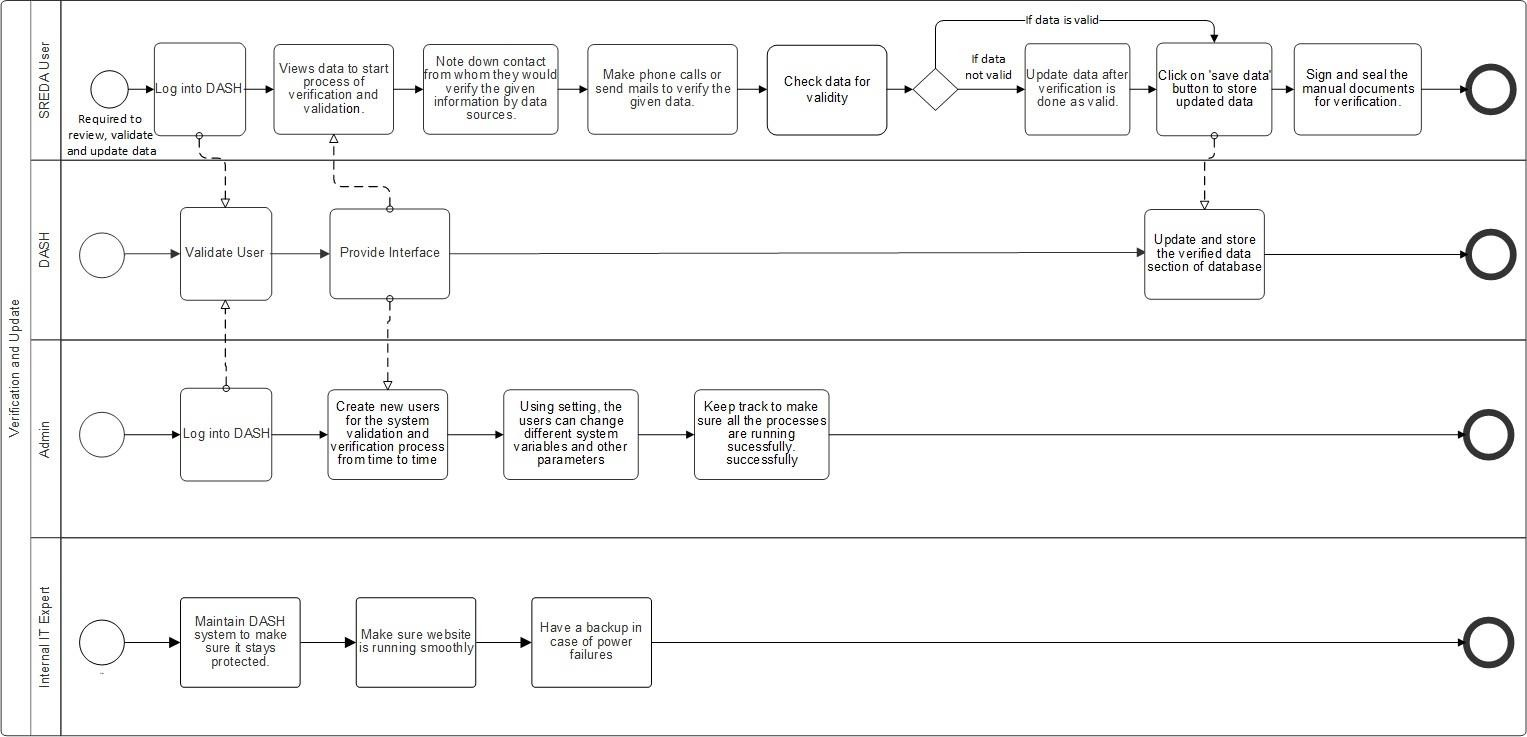 Verification and Update
SREDA User
Required to
review, validate
and update data
Log into DASH
Views data to start
process of
verification and
validation.
Note down contact
from whom they would
verify the given
information by data
sources.
Make phone calls or
send mails to verify the
given data.
Check data for
validity
If data is valid
If data
not valid
Update data after
verification is
done as valid.
Click on 'save data'
button to store
updated data
Sign and seal the
manual documents
for verification.
DASH
Validate User
Provide Interface
Update and store
the verified data
section of database
Admin
Log into DASH
Create new users
for the system
validation and
verification process
from time to time
Using setting, the
users can change
different system
variables and other
parameters
Keep track to make
sure all the processes
are running
sucessfully.
successfully
Internal IT Expert
Maintain DASH
system to make
sure it stays
protected.
Make sure website
is running smoothly
Have a backup in
case of power
failures